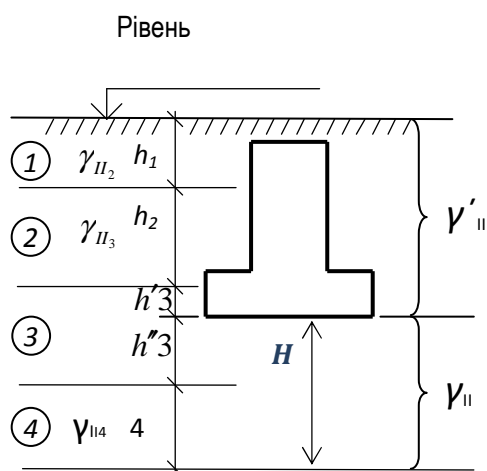 Рівень
1 γII2 h1
γ′II
2 γII3 h2
h′3
3 h″3
H
γII
4 γII4 4